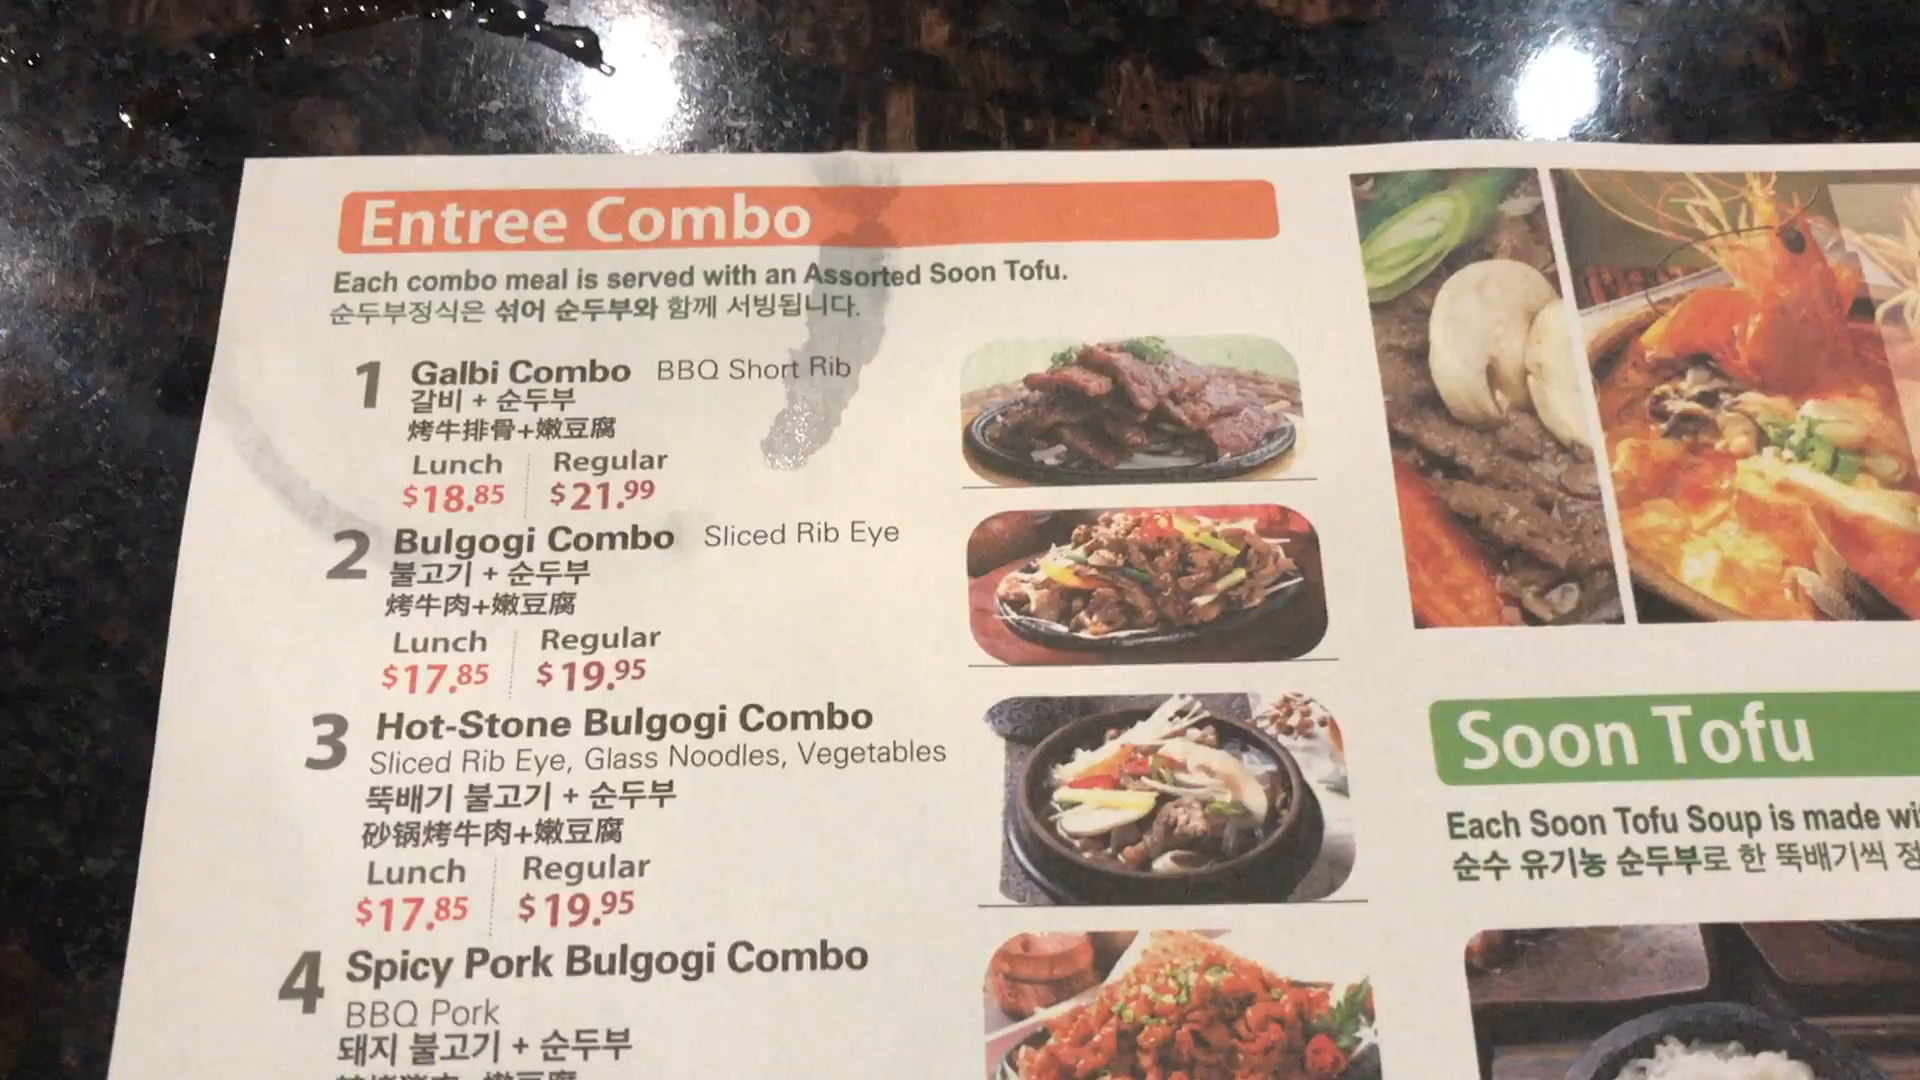 Entree Combo
Each combo meal is served with an Assorted Soon Tofu.
순두부정식은 섞어 순두부와 함께 서빙됩니다.
1 Galbi Combo BBQ Short Rib
갈비 + 순두부
烤牛排骨+嫩豆腐
Lunch Regular
$18.85 $21.99
2 Bulgogi Combo Sliced Rib Eye
불고기 + 순두부
烤牛肉+嫩豆腐
Lunch Regular
$17.85 $19.95
3 Hot-Stone Bulgogi Combo
Sliced Rib Eye, Glass Noodles, Vegetables
뚝배기 불고기 + 순두부
砂锅烤牛肉+嫩豆腐
Lunch Regular
$17.85 $19.95
4 Spicy Pork Bulgogi Combo
BBQ Pork
돼지 불고기 + 순두부
Soon Tofu
Each Soon Tofu Soup is made
순수 유기농 순두부로 한 뚝배기씩